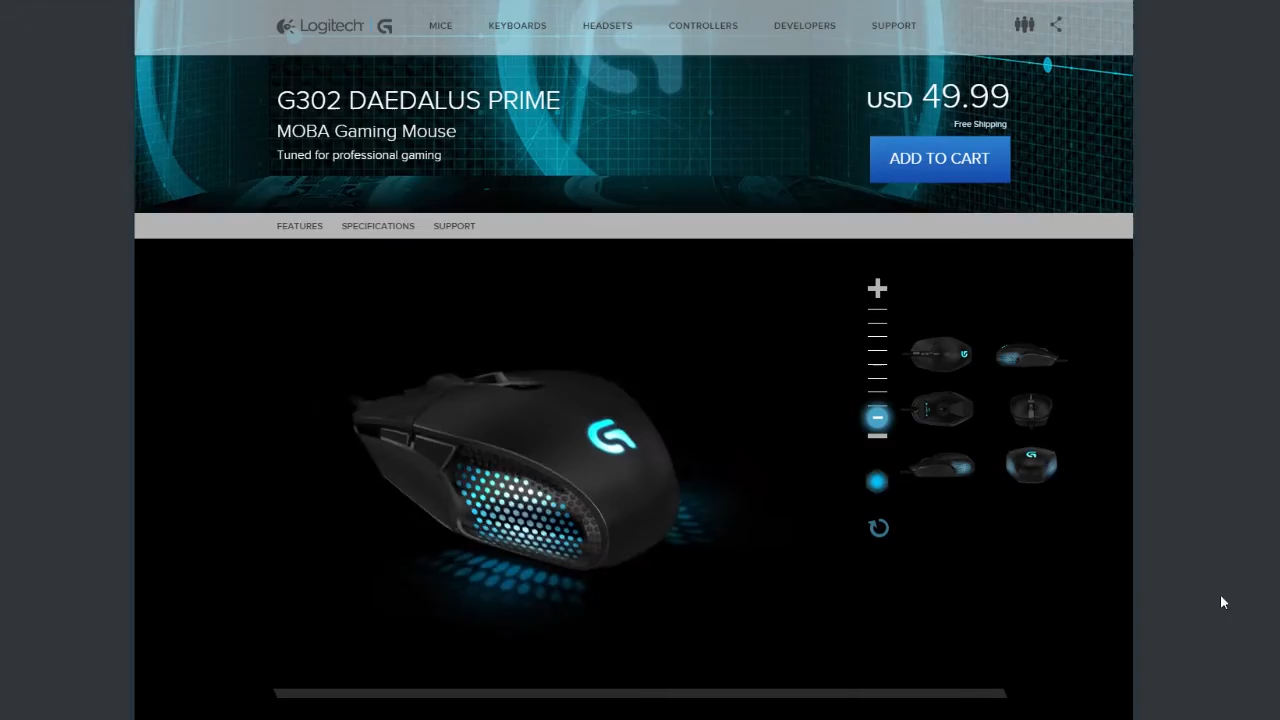 Logitech G MICE KEYBOARDS HEADSETS CONTROLLERS DEVELOPERS SUPPORT
G302 DAEDALUS PRIME
MOBA Gaming Mouse
Tuned for professional gaming
USD 49.99
Free Shipping
ADD TO CART
FEATURES SPECIFICATIONS SUPPORT